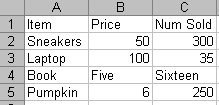 A B C
1 Item Price Num Sold
2 Sneakers 50 300
3 Laptop 100 35
4 Book Five Sixteen
5 Pumpkin 6 250